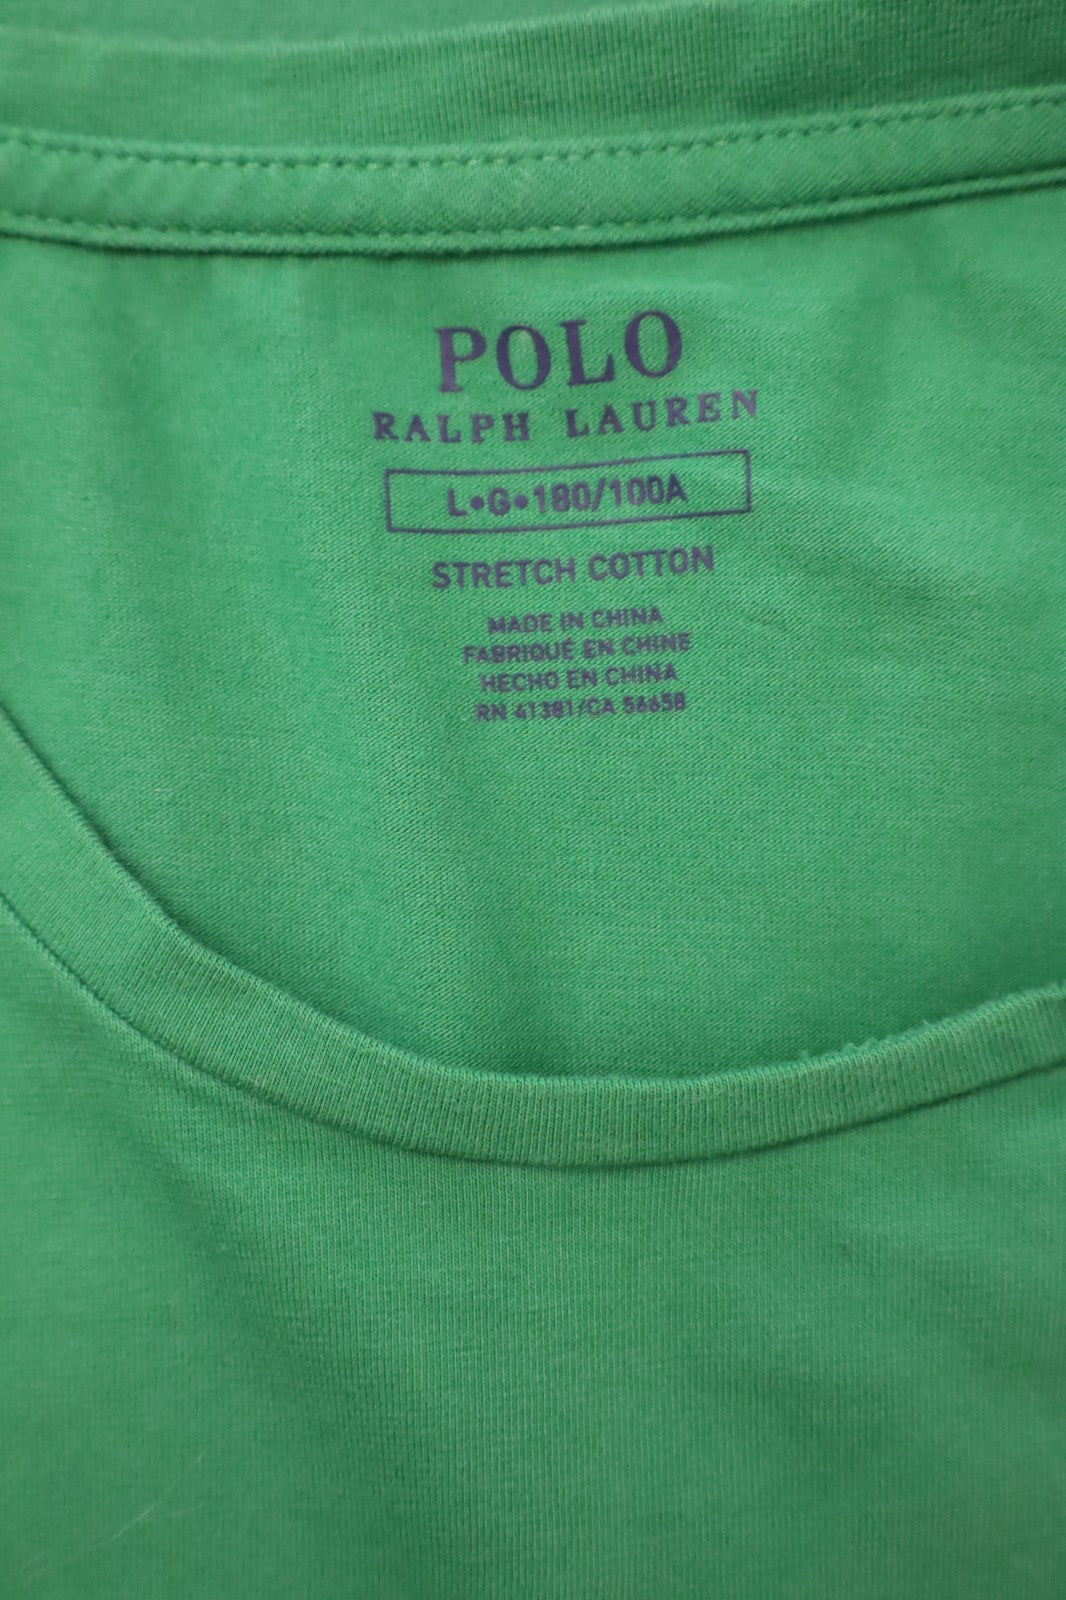 POLO
RALPH LAUREN
L•G•180/100A
STRETCH COTTON
MADE IN CHINA
FABRIQUÉ EN CHINE
HECHO EN CHINA
RN 41381/CA 56658